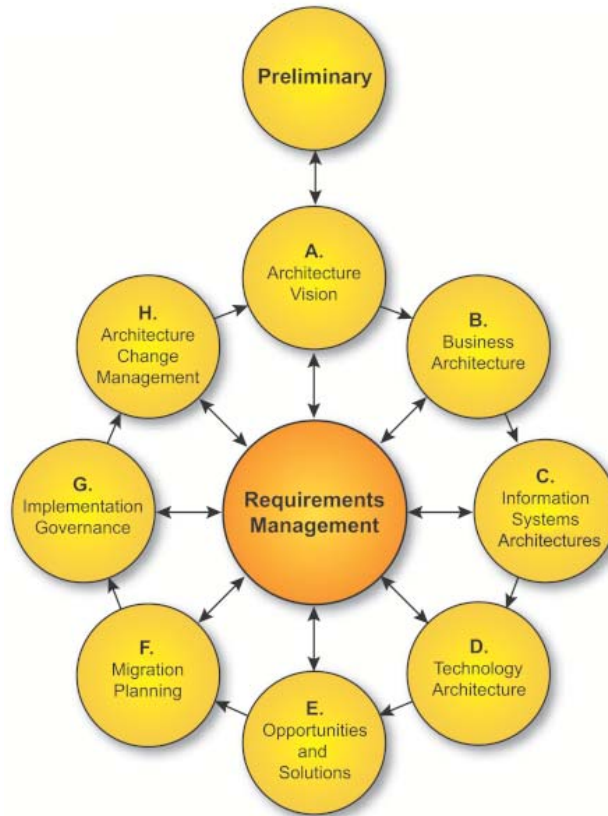 Preliminary
A.
Architecture
Vision
B.
Business
Architecture
C.
Information
Systems
Architectures
D.
Technology
Architecture
E.
Opportunities
and
Solutions
F.
Migration
Planning
G.
Implementation
Governance
H.
Architecture
Change
Management
Requirements
Management